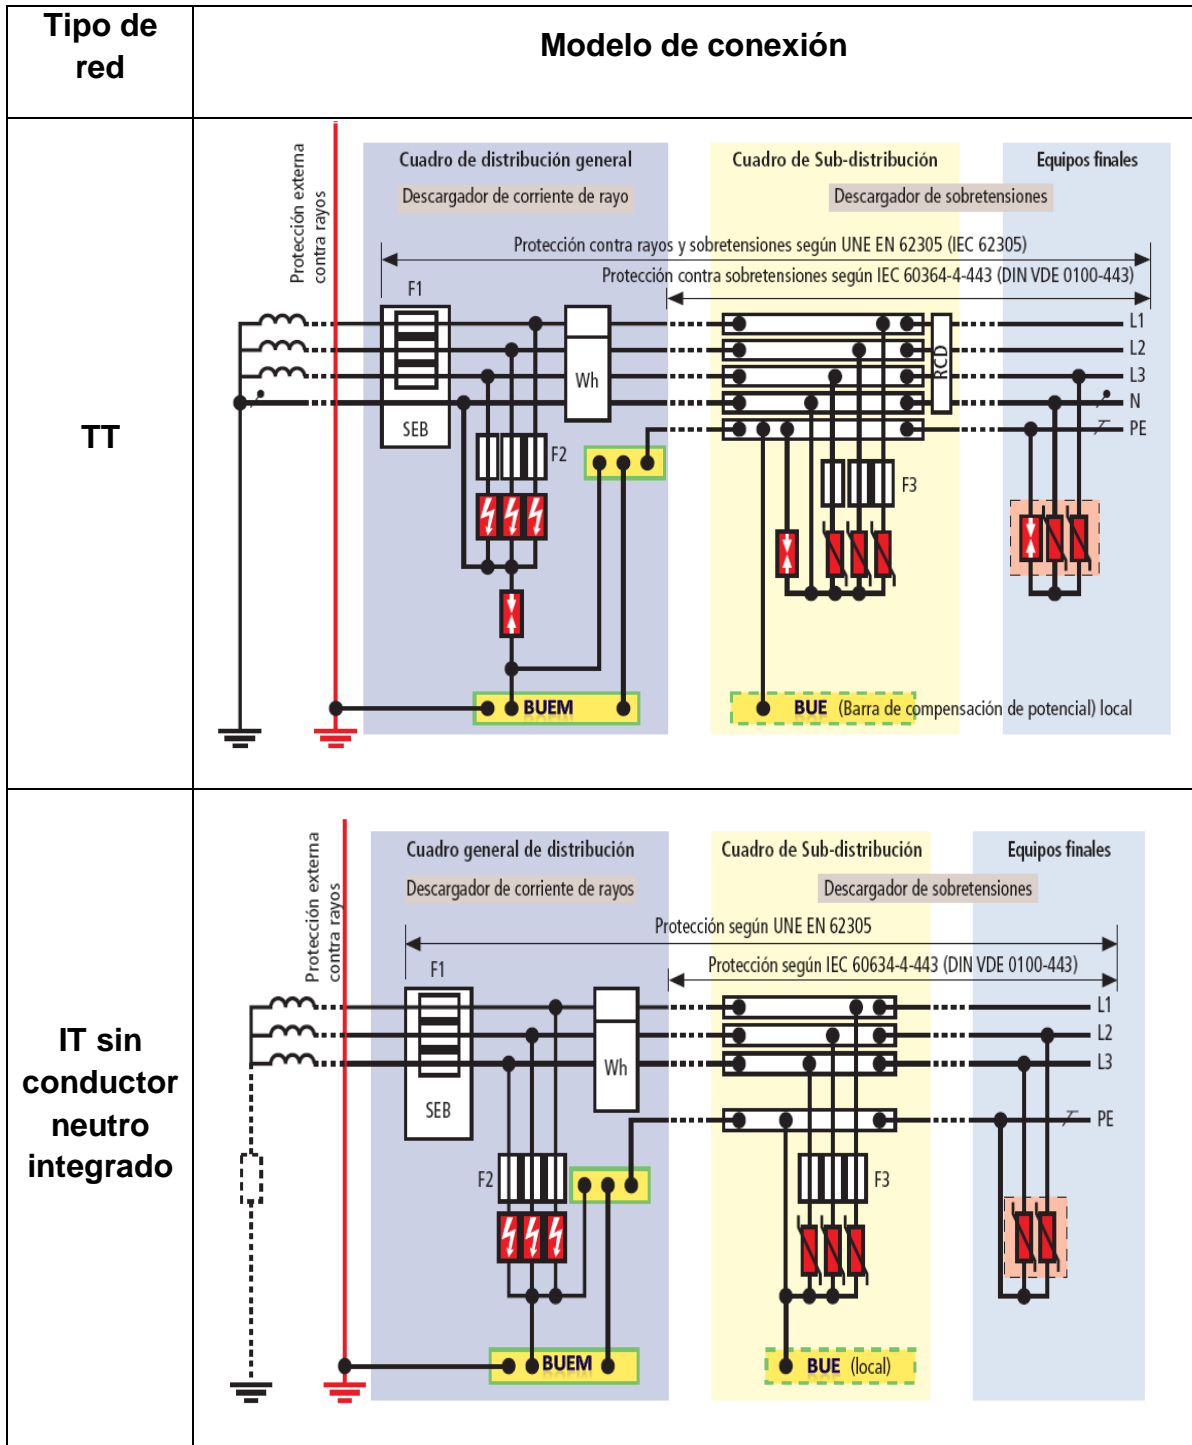 Tipo de
red
Modelo de conexión
TT
Protección externa
contra rayos
Cuadro de distribución general
Cuadro de Sub-distribución
Equipos finales
Descargador de corriente de rayo
Descargador de sobretensiones
Protección contra rayos y sobretensiones según UNE EN 62305 (IEC 62305)
Protección contra sobretensiones según IEC 60364-4-443 (DIN VDE 0100-443)
F1
L1
L2
RCD
L3
Wh
N
SEB
PE
F2
F3
BUEM
BUE (Barra de compensación de potencial) local
IT sin
conductor
neutro
integrado
Protección externa
contra rayos
Cuadro general de distribución
Cuadro de Sub-distribución
Equipos finales
Descargador de corriente de rayos
Descargador de sobretensiones
Protección según UNE EN 62305
Protección según IEC 60634-4-443 (DIN VDE 0100-443)
F1
L1
L2
L3
Wh
SEB
PE
F2
F3
BUEM
BUE (local)